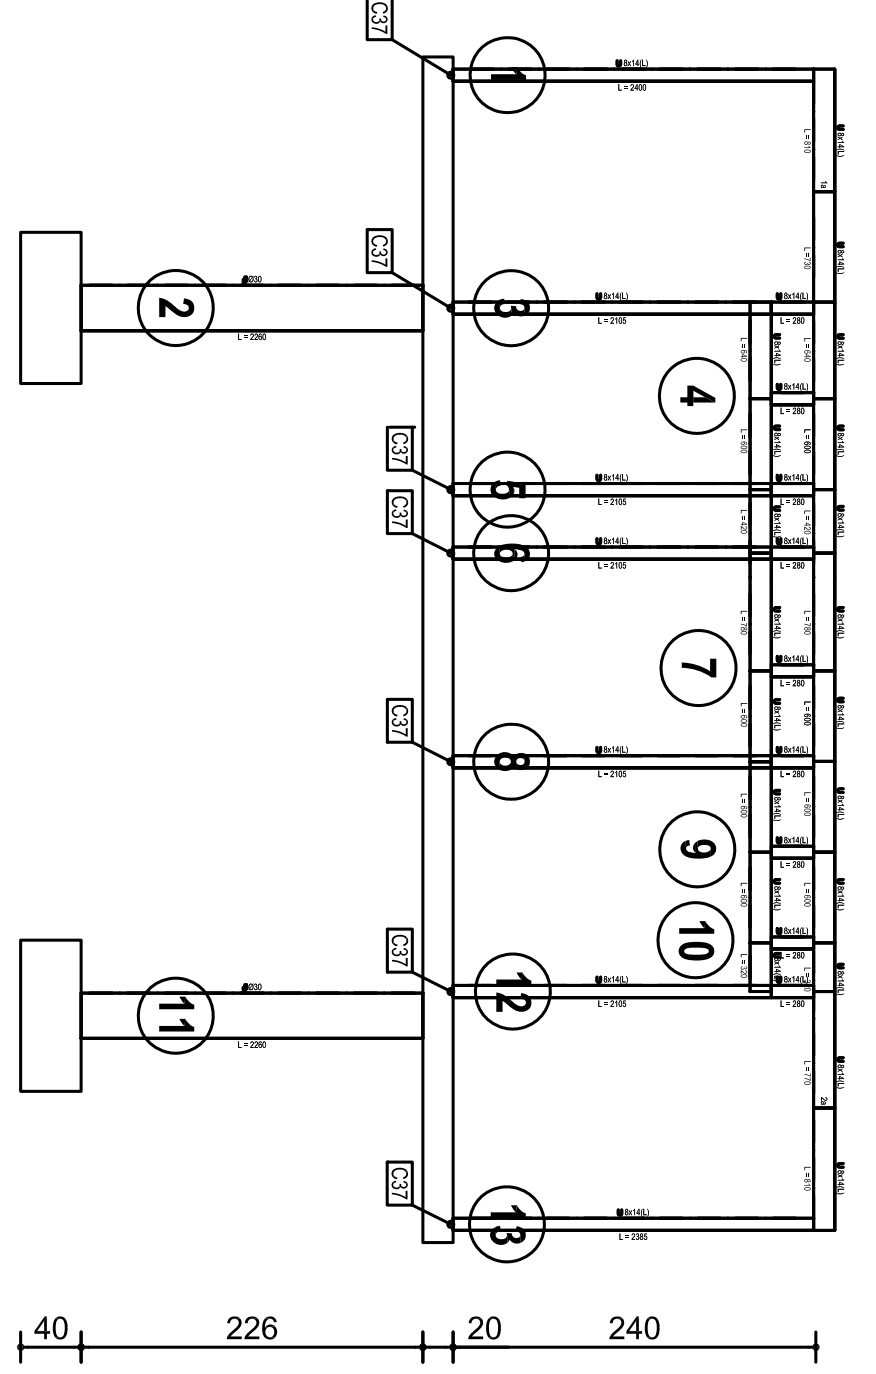 C37
8x14(L)
1
L = 2400
8x14(L)
L = 810
1a
8x14(L)
L = 730
C37
Ø30
2
L = 2260
8x14(L)
3
L = 2105
8x14(L)
L = 280
L = 640
8x14(L)
L = 640
8x14(L)
4
8x14(L)
L = 280
C37
L = 600
8x14(L)
L = 600
8x14(L)
8x14(L)
5
L = 2105
8x14(L)
L = 280
C37
L = 420
8x14(L)
L = 420
8x14(L)
8x14(L)
6
L = 2105
8x14(L)
L = 280
L = 780
8x14(L)
L = 780
8x14(L)
7
8x14(L)
L = 280
C37
L = 600
8x14(L)
L = 600
8x14(L)
8x14(L)
8
L = 2105
8x14(L)
L = 280
L = 600
8x14(L)
L = 600
8x14(L)
9
8x14(L)
L = 280
L = 600
8x14(L)
L = 600
8x14(L)
10
8x14(L)
L = 280
C37
L = 320
8x14(L)
8x14(L)
8x14(L)
12
L = 2105
8x14(L)
L = 280
Ø30
11
L = 2260
L = 770
8x14(L)
2a
C37
L = 810
8x14(L)
8x14(L)
13
L = 2385
40 226 20 240